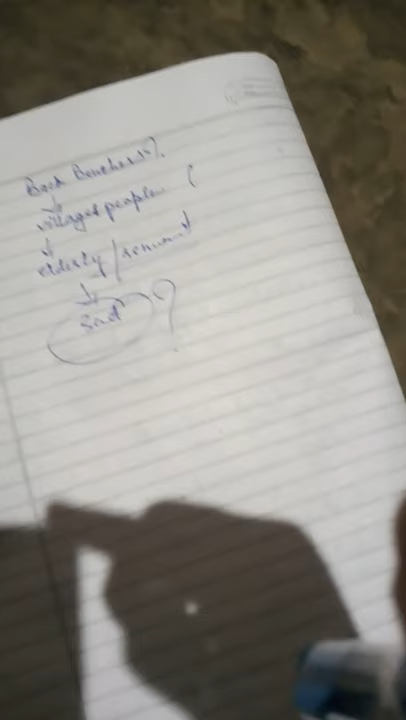 Back Benchers
↓
villages people (
↓
elderly /
↓
Sad ?